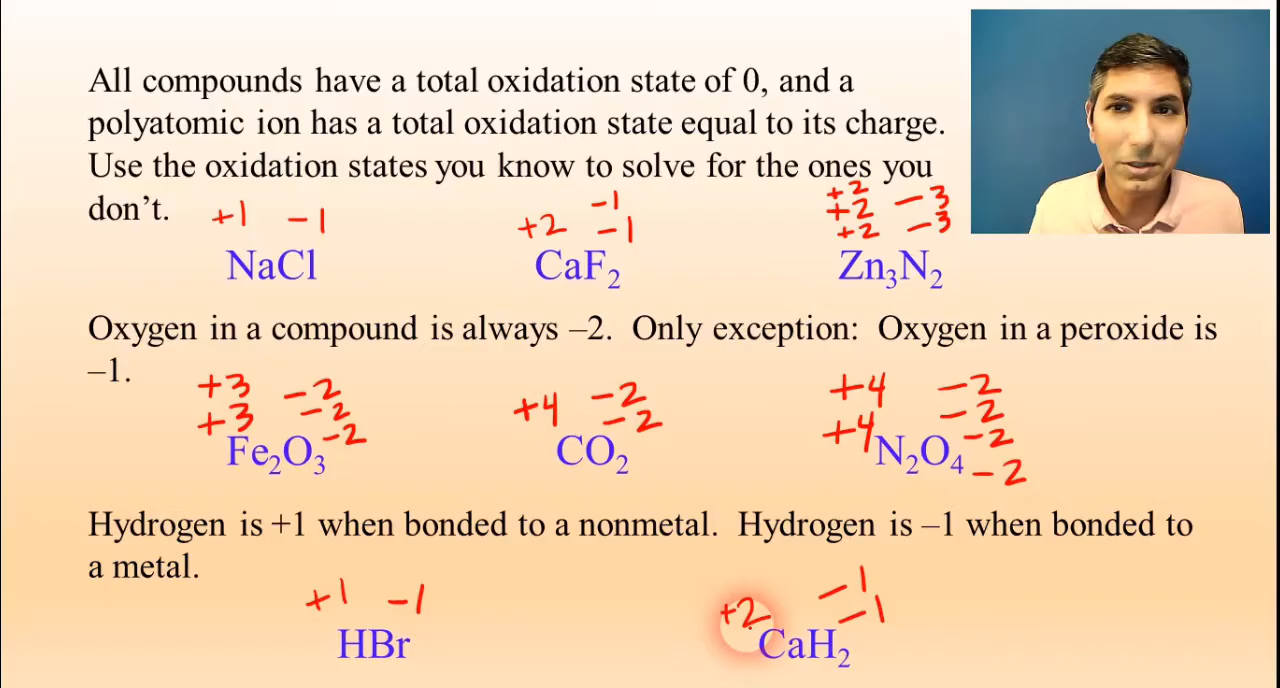 All compounds have a total oxidation state of 0, and a
polyatomic ion has a total oxidation state equal to its charge.
Use the oxidation states you know to solve for the ones you
don't.
+1 −1 +2 −1 −1 +2 +2 +2 −3 −3
NaCl CaF₂ Zn₃N₂
Oxygen in a compound is always –2. Only exception: Oxygen in a peroxide is
–1.
+3 +3 −2 −2 −2 +4 −2 −2 +4 +4 −2 −2 −2 −2
Fe₂O₃ CO₂ N₂O₄
Hydrogen is +1 when bonded to a nonmetal. Hydrogen is –1 when bonded to
a metal.
+1 −1 +2 −1 −1
HBr CaH₂